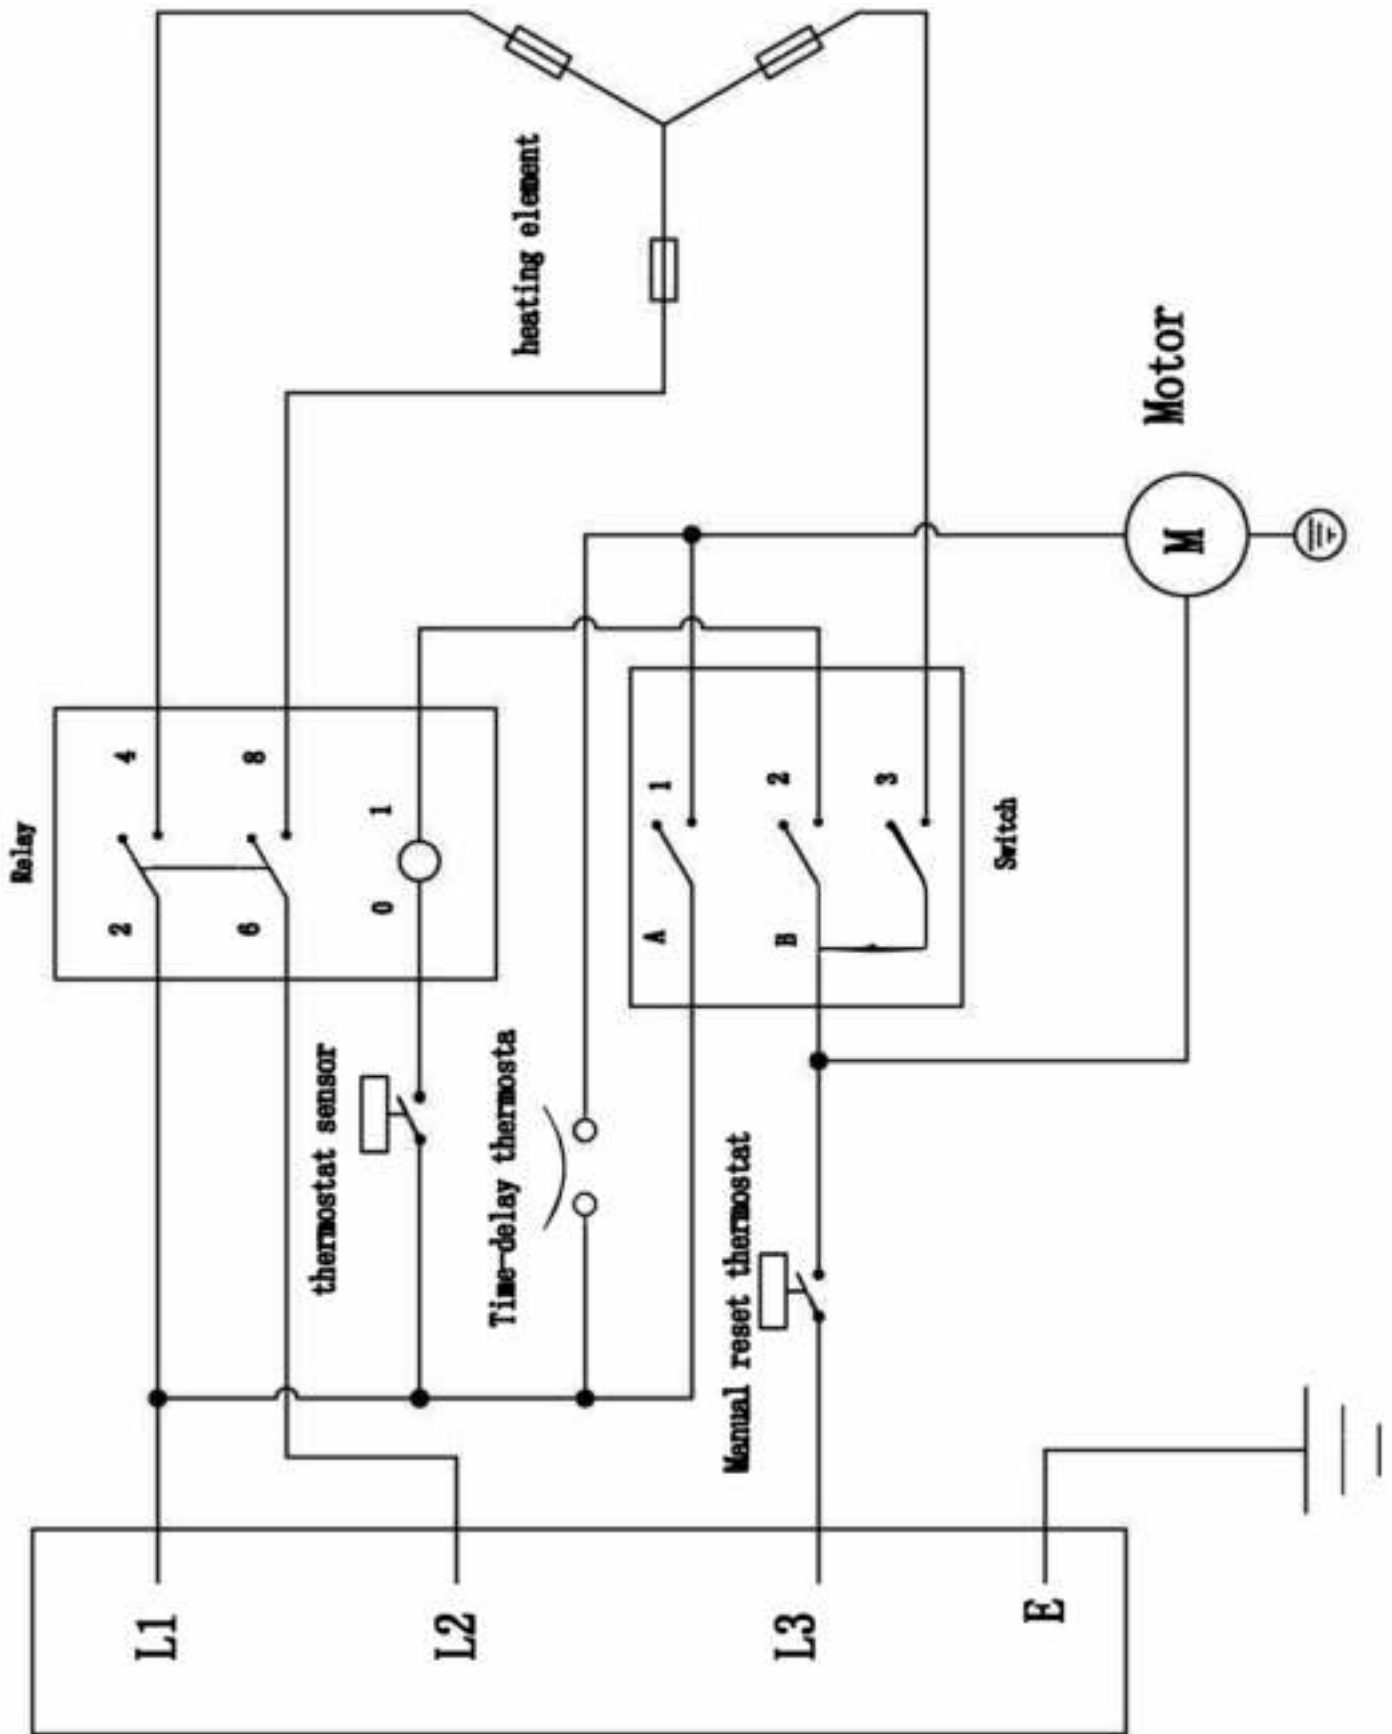 Relay
2
4
6
8
0
1
thermostat sensor
Time-delay thermosta
heating element
A
1
B
2
3
Switch
Manual reset thermostat
Motor
M
L1
L2
L3
E